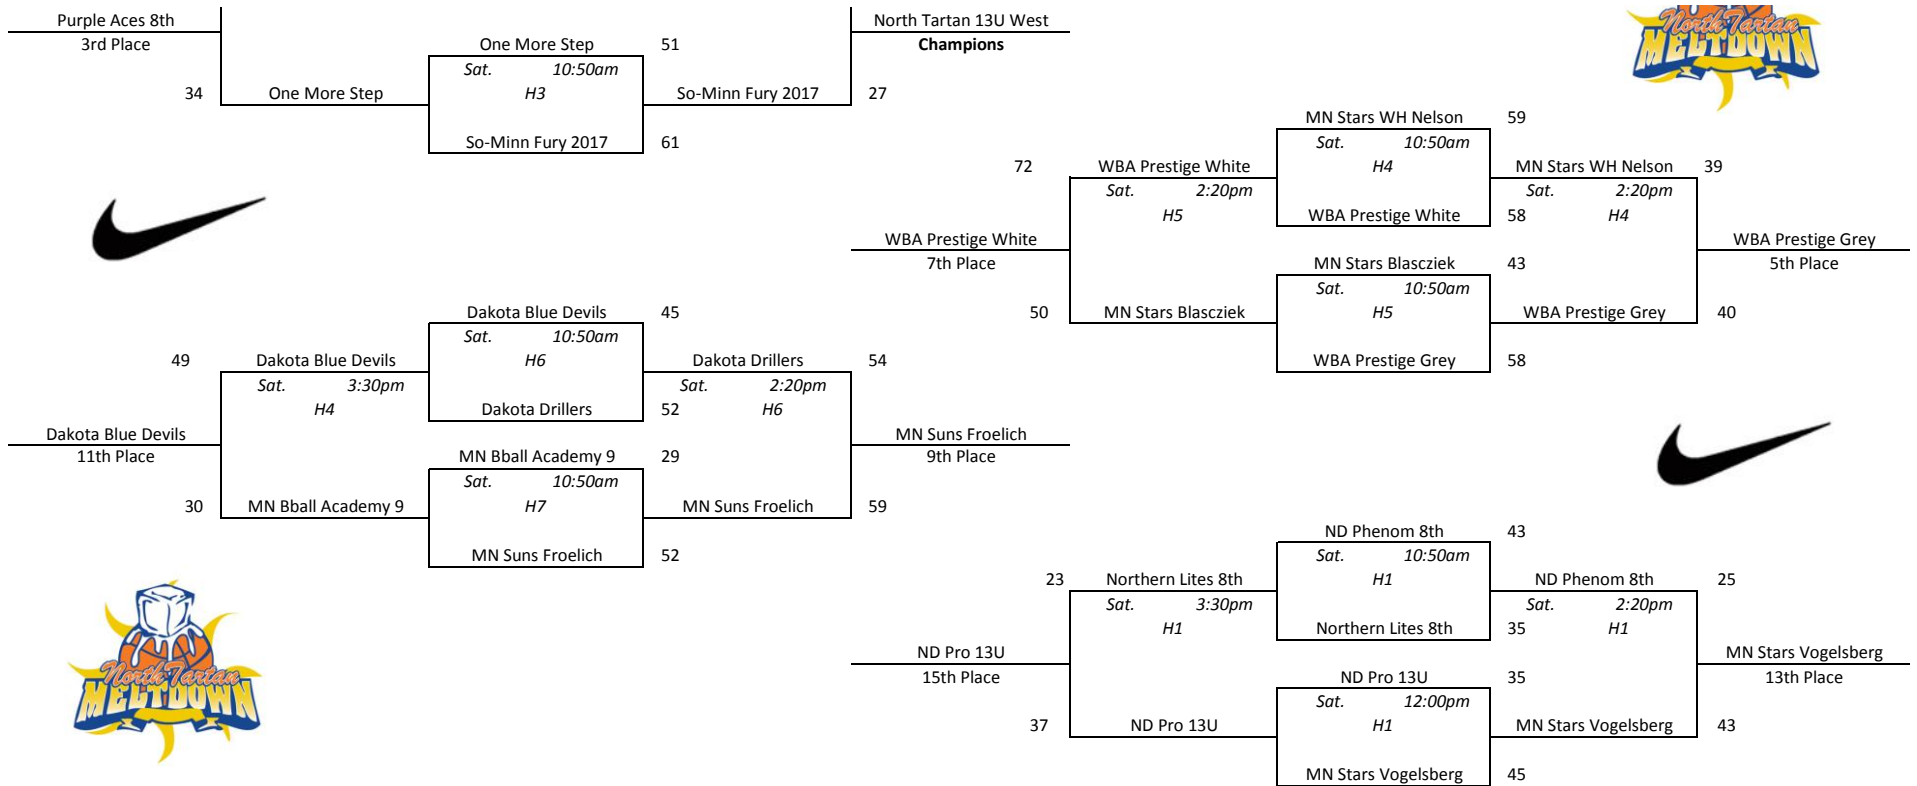 Purple Aces 8th
3rd Place
One More Step 51
Sat. 10:50am
H3
34 One More Step
So-Minn Fury 2017 27
So-Minn Fury 2017 61
North Tartan 13U West
Champions
North Tartan
MELTDOWN
MN Stars WH Nelson 59
Sat. 10:50am
H4
72 WBA Prestige White
MN Stars WH Nelson 39
Sat. 2:20pm
H5
WBA Prestige White 58
Sat. 2:20pm
H4
WBA Prestige White
7th Place
WBA Prestige Grey
5th Place
MN Stars Blascziek 43
Sat. 10:50am
H5
50 MN Stars Blascziek
WBA Prestige Grey 40
WBA Prestige Grey 58
Dakota Blue Devils 45
Sat. 10:50am
H6
49 Dakota Blue Devils
Dakota Drillers 54
Sat. 3:30pm
H4
Dakota Drillers 52
Sat. 2:20pm
H6
Dakota Blue Devils
11th Place
MN Suns Froelich
9th Place
MN Bball Academy 9 29
Sat. 10:50am
H7
30 MN Bball Academy 9
MN Suns Froelich 59
MN Suns Froelich 52
North Tartan
MELTDOWN
ND Phenom 8th 43
Sat. 10:50am
H1
23 Northern Lites 8th
ND Phenom 8th 25
Sat. 3:30pm
H1
Northern Lites 8th 35
Sat. 2:20pm
H1
ND Pro 13U
15th Place
MN Stars Vogelsberg
13th Place
ND Pro 13U 35
Sat. 12:00pm
H1
37 ND Pro 13U
MN Stars Vogelsberg 43
MN Stars Vogelsberg 45